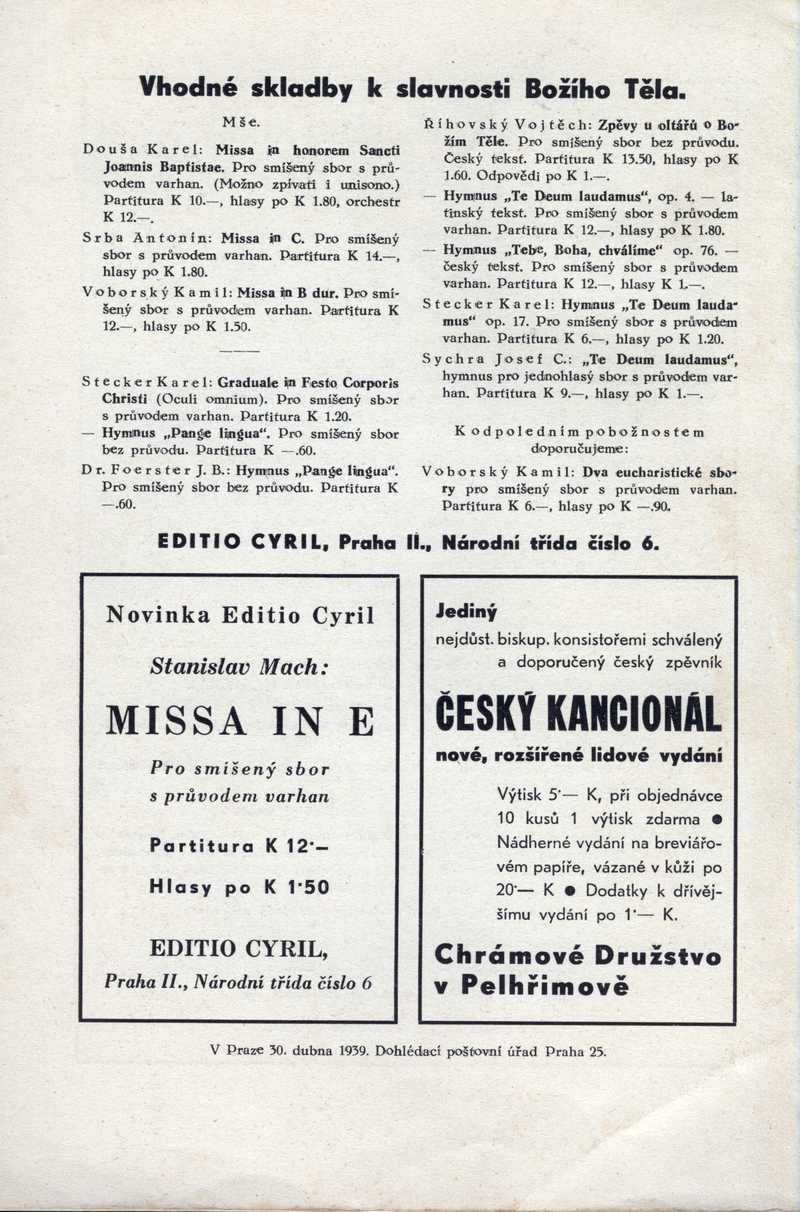 Vhodné skladby k slavnosti Božího Těla.
Mše.
Douša Karel: Missa in honorem Sancti
Joannis Baptistae. Pro smíšený sbor s prů-
vodem varhan. (Možno zpívati i unisono.)
Partitura K 10.—, hlasy po K 1.80, orchestr
K 12.—.
Srba Antonín: Missa in C. Pro smíšený
sbor s průvodem varhan. Partitura K 14.—,
hlasy po K 1.80.
Voborský Kamil: Missa in B dur. Pro smí-
šený sbor s průvodem varhan. Partitura K
12.—, hlasy po K 1.50.
Stecker Karel: Graduale in Festo Corporis
Christi (Oculi omnium). Pro smíšený sbor
s průvodem varhan. Partitura K 1.20.
— Hymnus „Pange lingua“. Pro smíšený sbor
bez průvodu. Partitura K —.60.
Dr. Foerster J. B.: Hymnus „Pange lingua“.
Pro smíšený sbor bez průvodu. Partitura K
—.60.
Říhovský Vojtěch: Zpěvy u oltářů o Bo-
žím Těle. Pro smíšený sbor bez průvodu.
Český tekst. Partitura K 13.50, hlasy po K
1.60. Odpovědi po K 1.—.
— Hymnus „Te Deum laudamus“, op. 4. — la-
tinský tekst. Pro smíšený sbor s průvodem
varhan. Partitura K 12.—, hlasy po K 1.80.
— Hymnus „Tebe, Boha, chválíme“ op. 76. —
český tekst. Pro smíšený sbor s průvodem
varhan. Partitura K 12.—, hlasy K 1.—.
Stecker Karel: Hymnus „Te Deum lauda-
mus“ op. 17. Pro smíšený sbor s průvodem
varhan. Partitura K 6.—, hlasy po K 1.20.
Sychra Josef C.: „Te Deum laudamus“,
hymnus pro jednohlasý sbor s průvodem var-
han. Partitura K 9.—, hlasy po K 1.—.
K odpoledním pobožnostem
doporučujeme:
Voborský Kamil: Dva eucharistické sbo-
ry pro smíšený sbor s průvodem varhan.
Partitura K 6.—, hlasy po K —.90.
EDITIO CYRIL, Praha II., Národní třída číslo 6.
Novinka Editio Cyril
Stanislav Mach:
MISSA IN E
Pro smíšený sbor
s průvodem varhan
Partitura K 12·—
Hlasy po K 1·50
EDITIO CYRIL,
Praha II., Národní třída číslo 6
Jediný
nejdůst. biskup. konsistořemi schválený
a doporučený český zpěvník
ČESKÝ KANCIONÁL
nové, rozšířené lidové vydání
Výtisk 5·— K, při objednávce
10 kusů 1 výtisk zdarma ●
Nádherné vydání na breviářo-
vém papíře, vázané v kůži po
20·— K ● Dodatky k dřívěj-
šímu vydání po 1·— K.
Chrámové Družstvo
v Pelhřimově
V Praze 30. dubna 1939. Dohlédací poštovní úřad Praha 25.